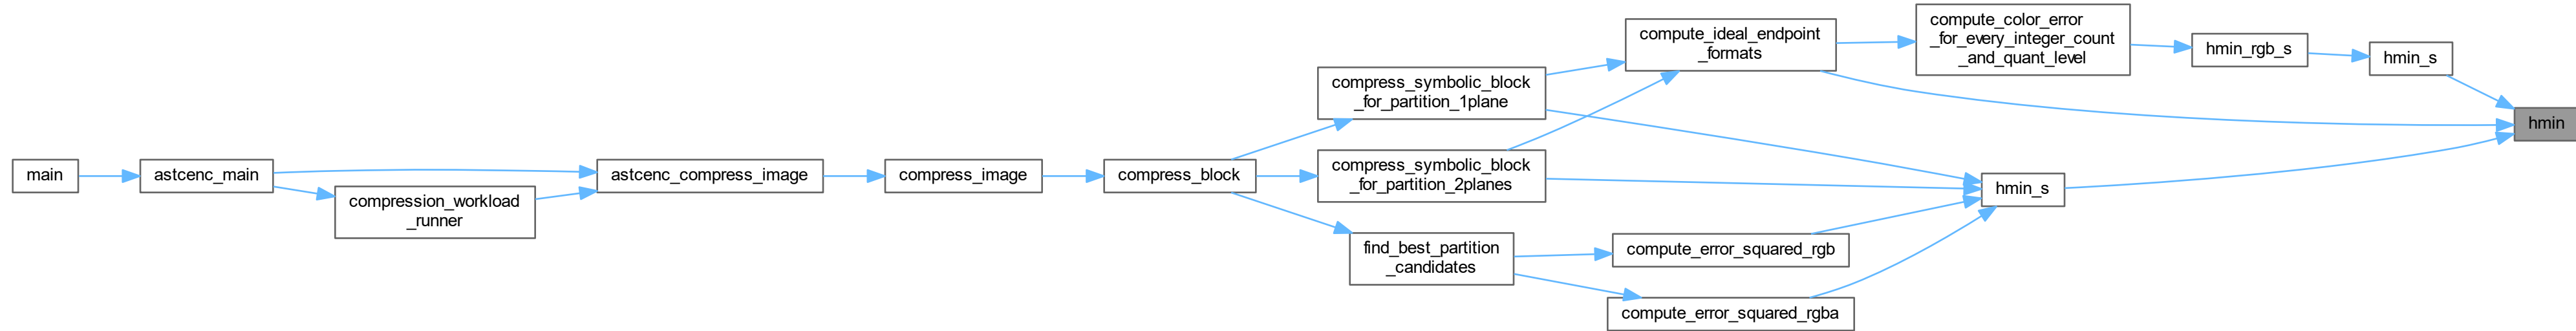 main
astcenc_main
compression_workload
_runner
astcenc_compress_image
compress_image
compress_block
compress_symbolic_block
_for_partition_1plane
compress_symbolic_block
_for_partition_2planes
find_best_partition
_candidates
compute_ideal_endpoint
_formats
compute_error_squared_rgb
compute_error_squared_rgba
compute_color_error
_for_every_integer_count
_and_quant_level
hmin_s
hmin_rgb_s
hmin_s
hmin